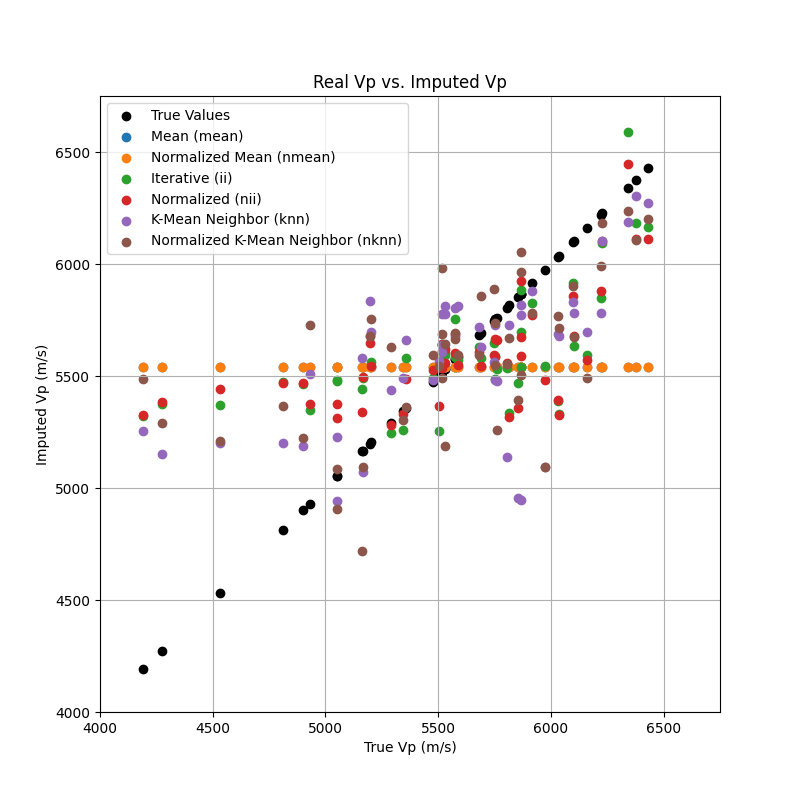 Real Vp vs. Imputed Vp
True Values
Mean (mean)
Normalized Mean (nmean)
Iterative (ii)
Normalized (nii)
K-Mean Neighbor (knn)
Normalized K-Mean Neighbor (nknn)
Imputed Vp (m/s)
6500
6000
5500
5000
4500
4000
4000 4500 5000 5500 6000 6500
True Vp (m/s)